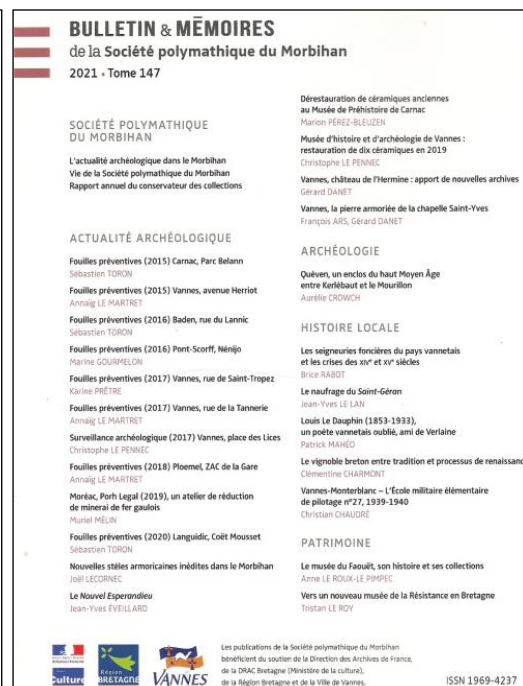 BULLETIN & MĒMOIRES
de la Société polymathique du Morbihan
2021 • Tome 147
SOCIÉTÉ POLYMATHIQUE
DU MORBIHAN
L'actualité archéologique dans le Morbihan
Vie de la Société polymathique du Morbihan
Rapport annuel du conservateur des collections
ACTUALITÉ ARCHÉOLOGIQUE
Fouilles préventives (2015) Carnac, Parc Belann
Sébastien TORON
Fouilles préventives (2015) Vannes, avenue Herriot
Annaïg LE MARTRET
Fouilles préventives (2016) Baden, rue du Lannic
Sébastien TORON
Fouilles préventives (2016) Pont-Scorff, Nénijo
Marine GOURMELON
Fouilles préventives (2017) Vannes, rue de Saint-Tropez
Karine PRÊTRE
Fouilles préventives (2017) Vannes, rue de la Tannerie
Annaïg LE MARTRET
Surveillance archéologique (2017) Vannes, place des Lices
Christophe LE PENNEC
Fouilles préventives (2018) Ploemel, ZAC de la Gare
Annaïg LE MARTRET
Moréac, Porh Legal (2019), un atelier de réduction
de minerai de fer gaulois
Muriel MÉLIN
Fouilles préventives (2020) Languidic, Coët Mousset
Sébastien TORON
Nouvelles stèles armoricaines inédites dans le Morbihan
Joël LECORNEC
Le Nouvel Esperandieu
Jean-Yves ÉVEILLARD
Dérestauration de céramiques anciennes
au Musée de Préhistoire de Carnac
Marion PÉREZ-BLEUZEN
Musée d'histoire et d'archéologie de Vannes :
restauration de dix céramiques en 2019
Christophe LE PENNEC
Vannes, château de l'Hermine : apport de nouvelles archives
Gérard DANET
Vannes, la pierre armoriée de la chapelle Saint-Yves
François ARS, Gérard DANET
ARCHÉOLOGIE
Quéven, un enclos du haut Moyen Âge
entre Kerlébaut et le Mourillon
Aurélie CROWCH
HISTOIRE LOCALE
Les seigneuries foncières du pays vannetais
et les crises des XIVe et XVe siècles
Brice RABOT
Le naufrage du Saint-Géran
Jean-Yves LE LAN
Louis Le Dauphin (1853-1933),
un poète vannetais oublié, ami de Verlaine
Patrick MAHÉO
Le vignoble breton entre tradition et processus de renaissanc
Clémentine CHARMONT
Vannes-Monterblanc – L'École militaire élémentaire
de pilotage n°27, 1939-1940
Christian CHAUDRÉ
PATRIMOINE
Le musée du Faouët, son histoire et ses collections
Anne LE ROUX-LE PIMPEC
Vers un nouveau musée de la Résistance en Bretagne
Tristan LE ROY
Culture
Région
BRETAGNE
VANNES
Les publications de la Société polymathique du Morbihan
bénéficient du soutien de la Direction des Archives de France,
de la DRAC Bretagne (Ministère de la culture),
de la Région Bretagne et de la Ville de Vannes.
ISSN 1969-4237